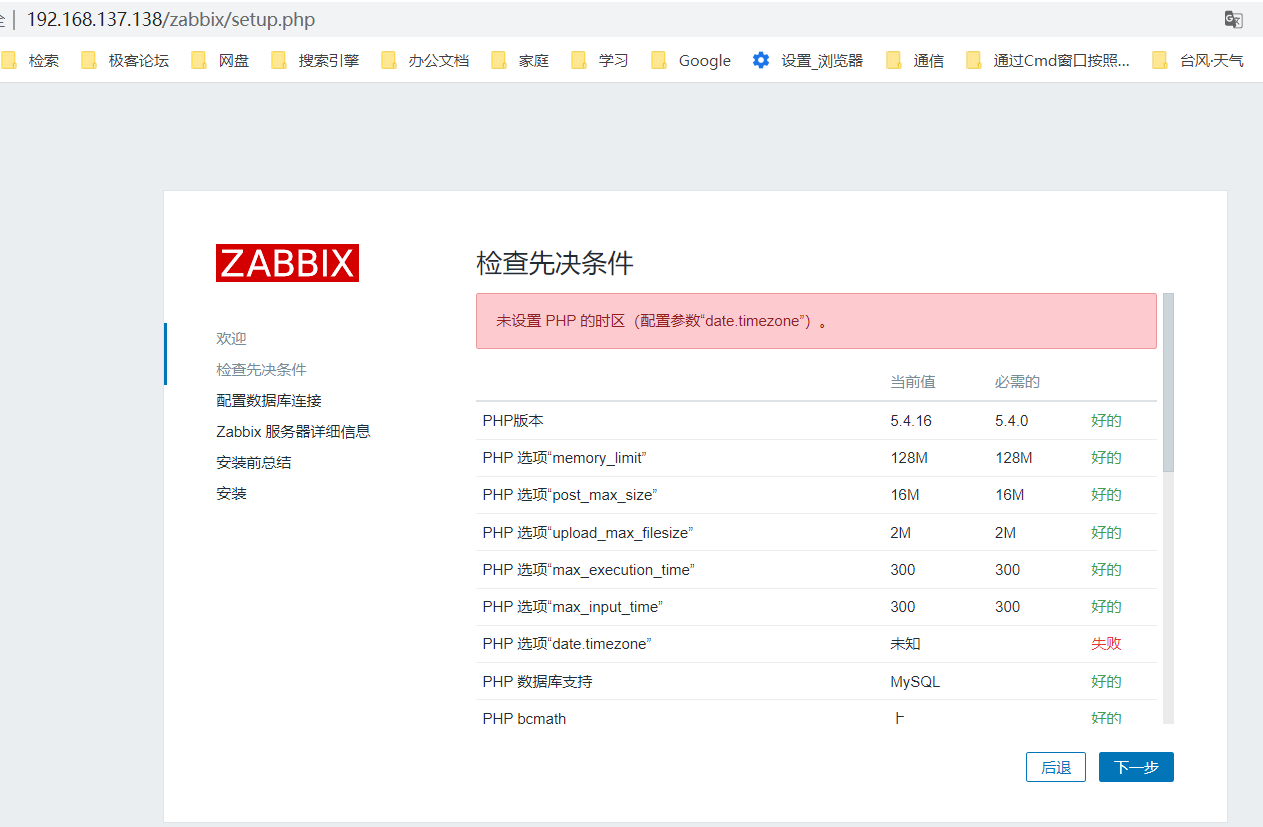 192.168.137.138/zabbix/setup.php
检索 极客论坛 网盘 搜索引擎 办公文档 家庭 学习 Google 设置_浏览器 通信 通过Cmd窗口按照... 台风·天气
ZABBIX
欢迎
检查先决条件
配置数据库连接
Zabbix 服务器详细信息
安装前总结
安装
检查先决条件
未设置 PHP 的时区（配置参数“date.timezone”）。
当前值 必需的
PHP版本 5.4.16 5.4.0 好的
PHP 选项“memory_limit” 128M 128M 好的
PHP 选项“post_max_size” 16M 16M 好的
PHP 选项“upload_max_filesize” 2M 2M 好的
PHP 选项“max_execution_time” 300 300 好的
PHP 选项“max_input_time” 300 300 好的
PHP 选项“date.timezone” 未知 失败
PHP 数据库支持 MySQL 好的
PHP bcmath 好的
后退 下一步